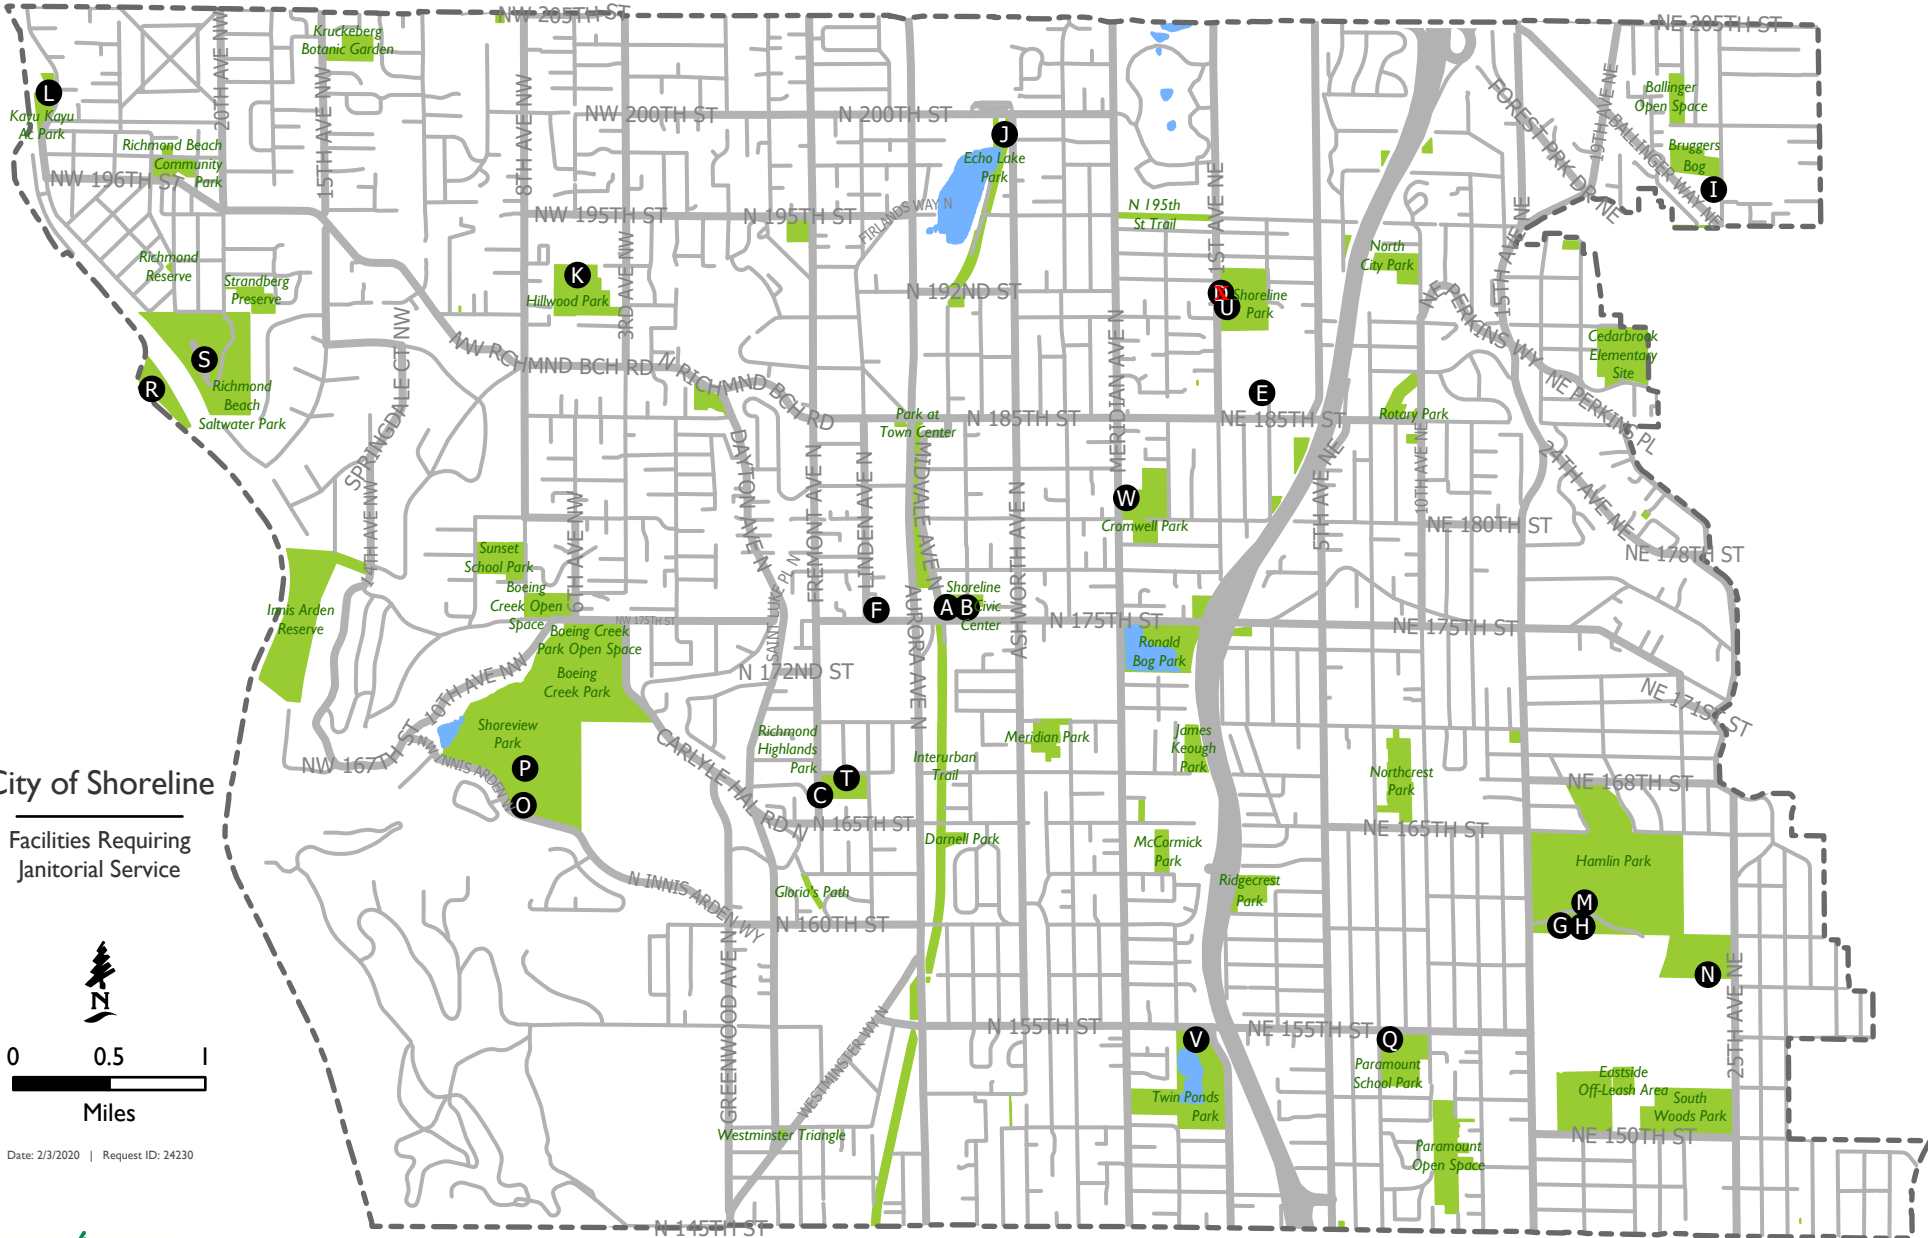 NW 205TH ST
NE 205TH ST
Kruckeberg
Botanic Garden
20TH AVE NW
15TH AVE NW
8TH AVE NW
L
Kayu Kayu
Ac Park
NW 200TH ST
N 200TH ST
J
Echo Lake
Park
FOREST PRK DR NE
19TH AVE NE
BALLINGER WAY NE
Ballinger
Open Space
Bruggers
Bog
I
Richmond Beach
Community
Park
NW 196TH ST
NW 195TH ST
N 195TH ST
FIRLANDS WAY N
N 195th
St Trail
1ST AVE NE
15TH AVE NE
North
City Park
Richmond
Reserve
Strandberg
Preserve
K
Hillwood Park
3RD AVE NW
N 192ND ST
X
U
Shoreline
Park
NE PERKINS WY
NE PERKINS PL
Cedarbrook
Elementary
Site
S
R
Richmond
Beach
Saltwater Park
SPRINGDALE CT NW
NW RCHMND BCH RD
N RICHMND BCH RD
MERIDIAN AVE N
E
N 185TH ST
NE 185TH ST
Rotary Park
Park at
Town Center
DAYTON AVE N
FREMONT AVE N
LINDEN AVE N
MIDVALE AVE N
ASHWORTH AVE N
W
Cromwell Park
5TH AVE NE
10TH AVE NE
NE 180TH ST
24TH AVE NE
NE 178TH ST
14TH AVE NW
6TH AVE NW
Sunset
School Park
Boeing
Creek Open
Space
Innis Arden
Reserve
SAINT LUKE PL N
F
A
B
Shoreline
Civic
Center
NW 175TH ST
N 175TH ST
NE 175TH ST
Boeing Creek
Park Open Space
Boeing
Creek Park
AURORA AVE N
N 172ND ST
Ronald
Bog Park
NE 171ST ST
10TH AVE NW
Shoreview
Park
NW 167TH ST
NW INNIS ARDEN
P
O
CARLYLE HAL RD N
Richmond
Highlands
Park
T
C
Interurban
Trail
Meridian Park
James
Keough
Park
Northcrest
Park
NE 168TH ST
N 165TH ST
NE 165TH ST
Darnell Park
McCormick
Park
Hamlin Park
Gloria's Path
Ridgecrest
Park
N INNIS ARDEN WY
N 160TH ST
M
G
H
N
GREENWOOD AVE N
WESTMINSTER WY N
N 155TH ST
NE 155TH ST
25TH AVE NE
V
Q
Paramount
School Park
Twin Ponds
Park
Eastside
Off-Leash Area
South
Woods Park
NE 150TH ST
Westminster Triangle
Paramount
Open Space
N 145TH ST
City of Shoreline
Facilities Requiring
Janitorial Service
N
0 0.5 1
Miles
Date: 2/3/2020 | Request ID: 24230